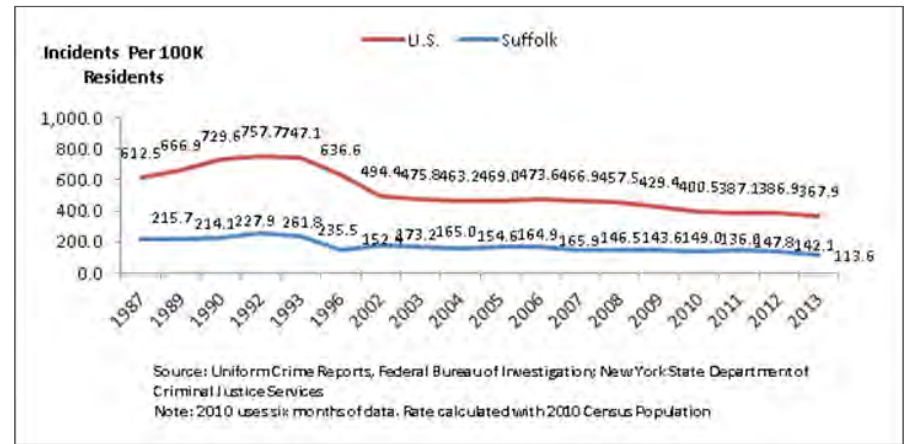 U.S. Suffolk
Incidents Per 100K
Residents
1,000.0
800.0
600.0
400.0
200.0
0.0
612.5 666.9 729.6 757.7 747.1 636.6 494.4 475.8 463.2 469.0 473.6 466.9 457.5 429.4 400.5 387.1 386.9 367.9
215.7 214.1 227.9 261.8 235.5 152.4 173.2 165.0 154.6 164.9 165.9 146.5 143.6 149.0 136.8 147.8 142.1 113.6
1987 1989 1990 1992 1993 1996 2002 2003 2004 2005 2006 2007 2008 2009 2010 2011 2012 2013
Source: Uniform Crime Reports, Federal Bureau of Investigation; New York State Department of
Criminal Justice Services
Note: 2010 uses six months of data. Rate calculated with 2010 Census Population